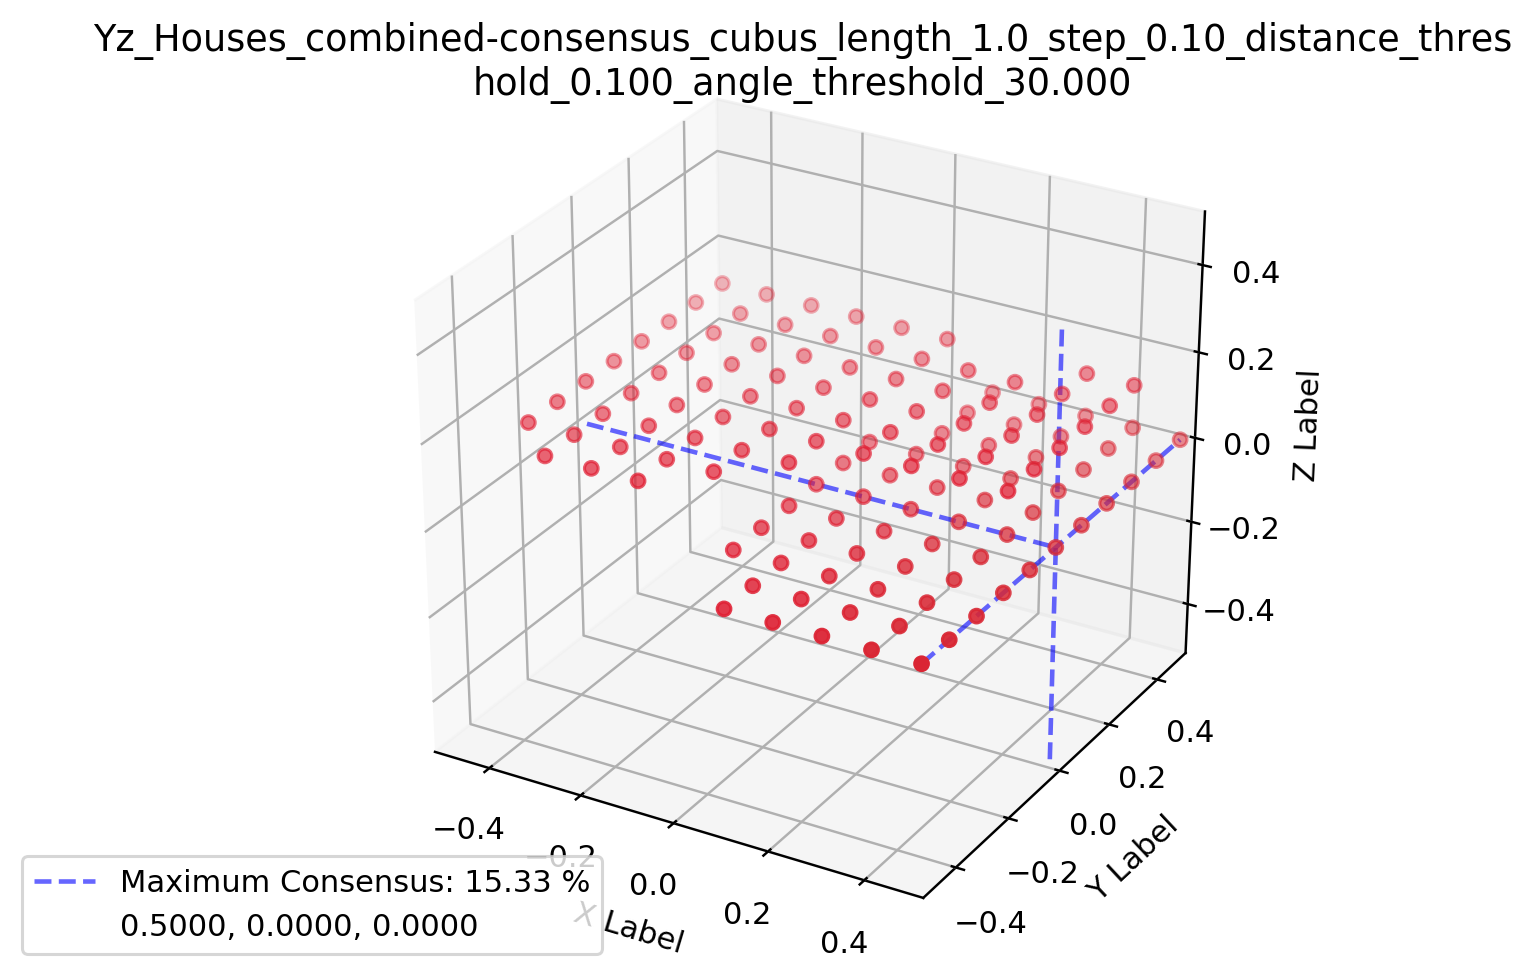 Yz_Houses_combined-consensus_cubus_length_1.0_step_0.10_distance_thres
hold_0.100_angle_threshold_30.000
0.4
0.2
0.0
−0.2
−0.4
Z Label
−0.4
−0.2
0.0
0.2
0.4
X Label
−0.4
−0.2
0.0
0.2
0.4
Y Label
Maximum Consensus: 15.33 %
0.5000, 0.0000, 0.0000